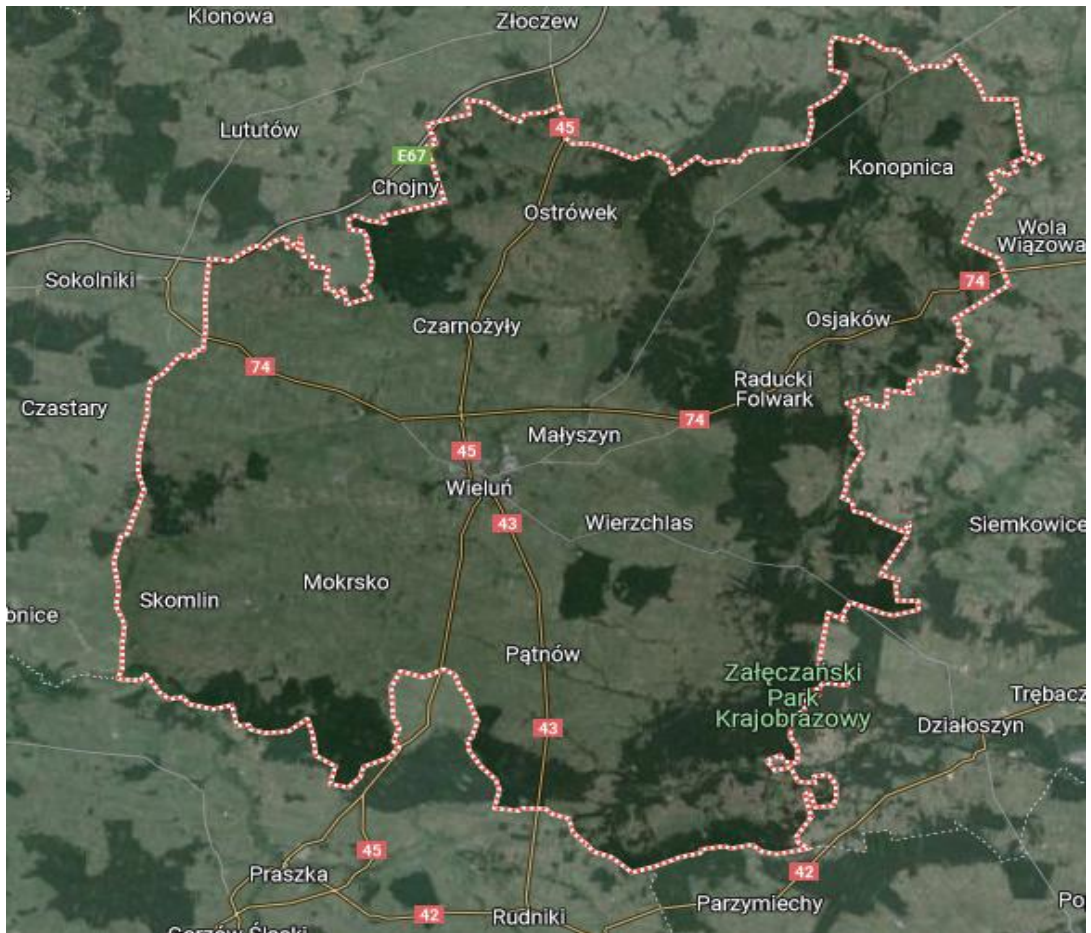 Klonowa
Złoczew
45
Lututów
E67
Chojny
Konopnica
Ostrówek
Wola
Wiązowa
Sokolniki
74
Osjaków
Czarnożyły
74
Raducki
Folwark
Czastary
74
Małyszyn
45
Wieluń
43
Wierzchlas
Siemkowice
Mokrsko
Skomlin
bnice
Pątnów
Załęczański
Park
Krajobrazowy
Trębacz
43
Działoszyn
45
42
Praszka
42
Rudniki
Parzymiechy
Po